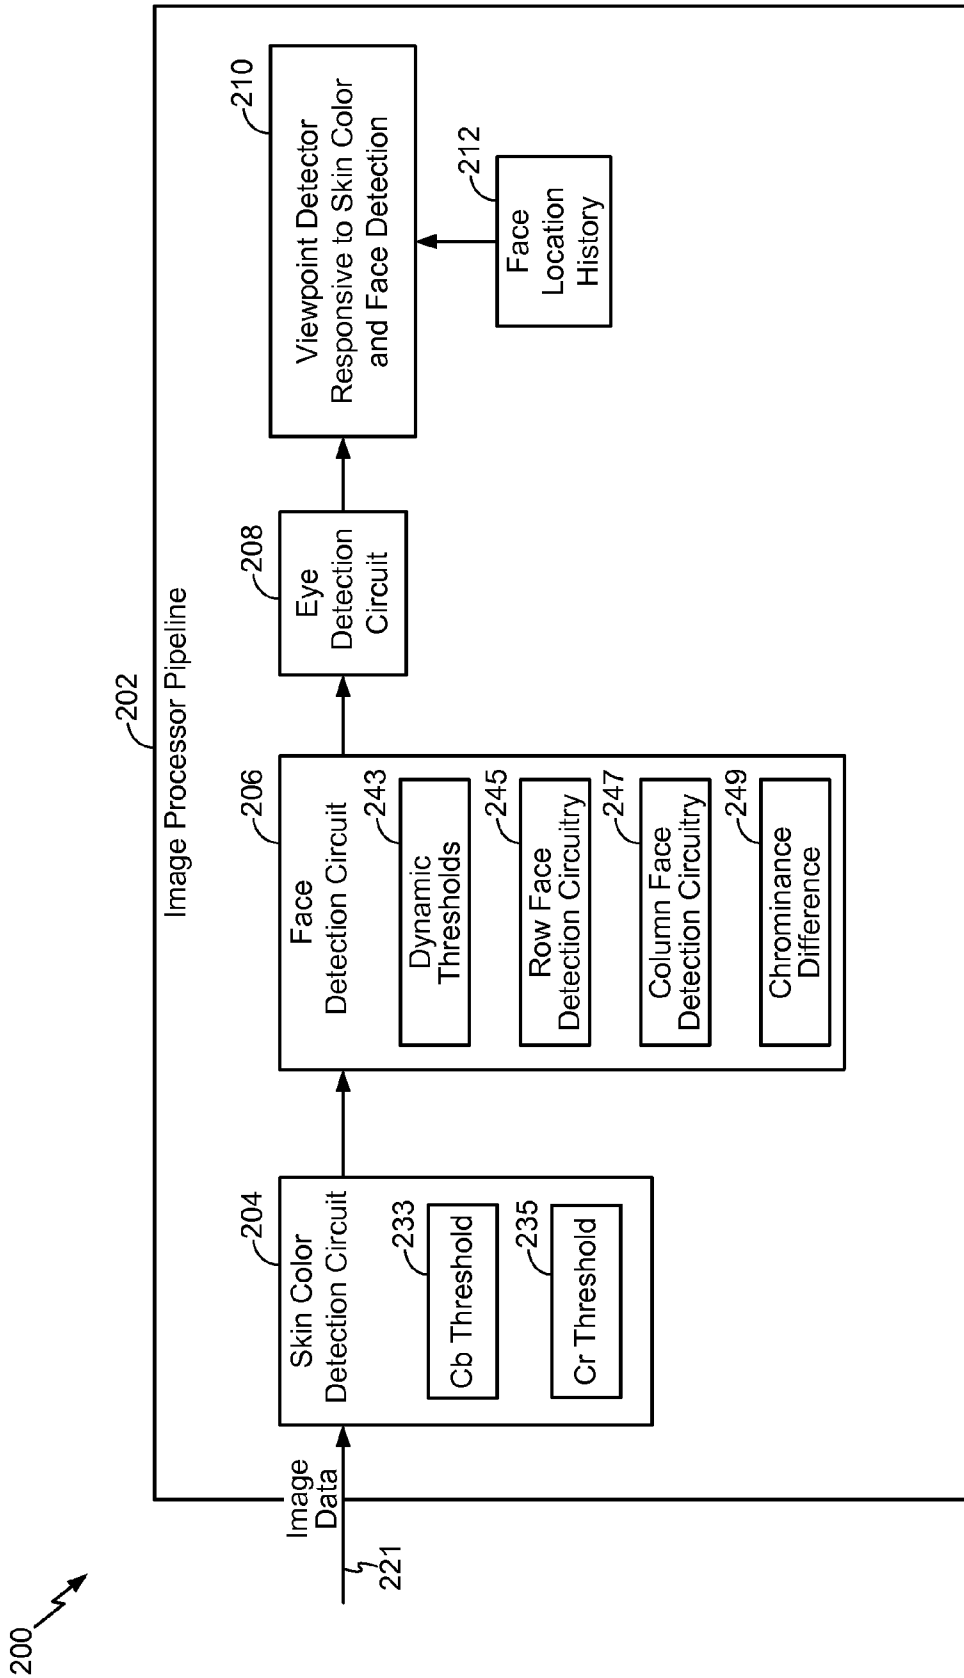 200
202
Image Processor Pipeline
221
Image
Data
204
Skin Color
Detection Circuit
233
Cb Threshold
235
Cr Threshold
206
Face
Detection Circuit
243
Dynamic
Thresholds
245
Row Face
Detection Circuitry
247
Column Face
Detection Circuitry
249
Chrominance
Difference
208
Eye
Detection
Circuit
210
Viewpoint Detector
Responsive to Skin Color
and Face Detection
212
Face
Location
History